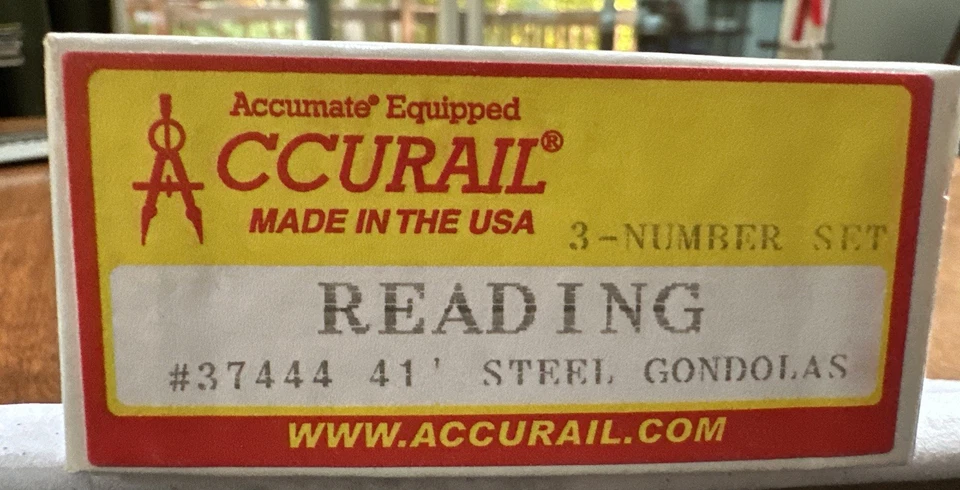 Accumate® Equipped
ACCURAIL®
MADE IN THE USA
3-NUMBER SET
READING
#37444 41' STEEL GONDOLAS
WWW.ACCURAIL.COM